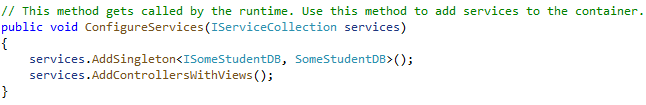 // This method gets called by the runtime. Use this method to add services to the container.
public void ConfigureServices(IServiceCollection services)
{
    services.AddSingleton<ISomeStudentDB, SomeStudentDB>();
    services.AddControllersWithViews();
}